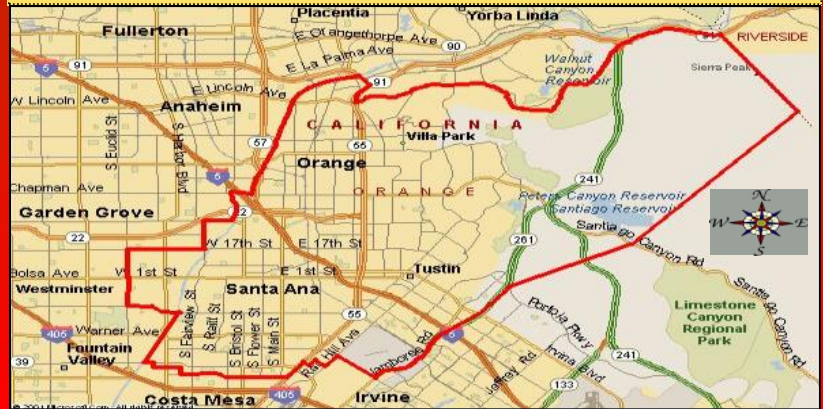 Placentia
Yorba Linda
Fullerton
E Orangethorpe Ave
90
91
RIVERSIDE
E La Palma Ave
5
91
Walnut
Canyon
Reservoir
Sierra Peak
91
W Lincoln Ave
E Lincoln Ave
Anaheim
S Euclid St
S Harbor Blvd
CALIFORNIA
Villa Park
57
55
Orange
5
241
Chapman Ave
ORANGE
Peters Canyon Reservoir
Santiago Reservoir
N
W
E
S
Garden Grove
22
22
W 17th St
E 17th St
261
Santiago Canyon Rd
Bolsa Ave
W 1st St
E 1st St
Tustin
Westminster
Santa Ana
Santiago Canyon Rd
S Fairview St
S Raitt St
S Bristol St
S Flower St
S Main St
55
Limestone
Canyon
Regional
Park
405
Warner Ave
Red Hill Ave
Jamboree Rd
5
Portola Pkwy
Irvine Blvd
39
Fountain
Valley
Jeffrey Rd
241
133
Costa Mesa
405
Irvine